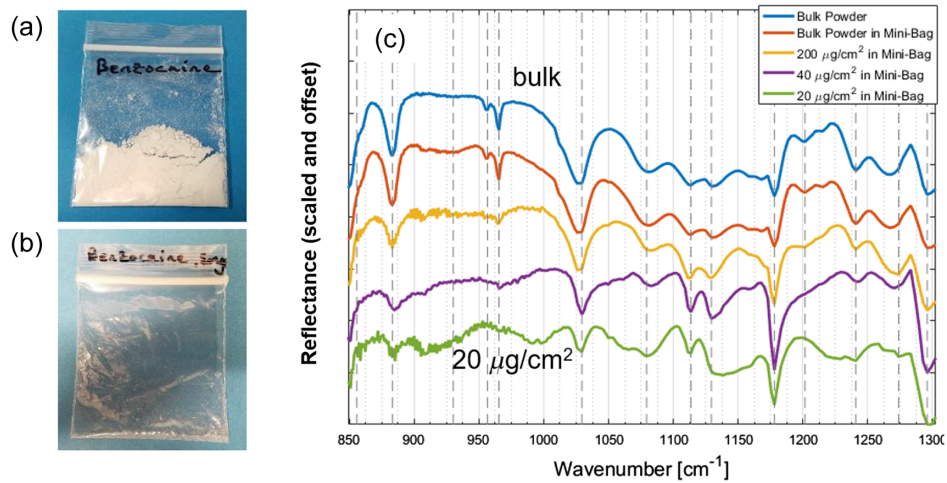 (a)
Benzocaine
(b)
Benzocaine
(c)
bulk
20 μg/cm²
Bulk Powder
Bulk Powder in Mini-Bag
200 μg/cm² in Mini-Bag
40 μg/cm² in Mini-Bag
20 μg/cm² in Mini-Bag
Reflectance (scaled and offset)
850 900 950 1000 1050 1100 1150 1200 1250 1300
Wavenumber [cm⁻¹]